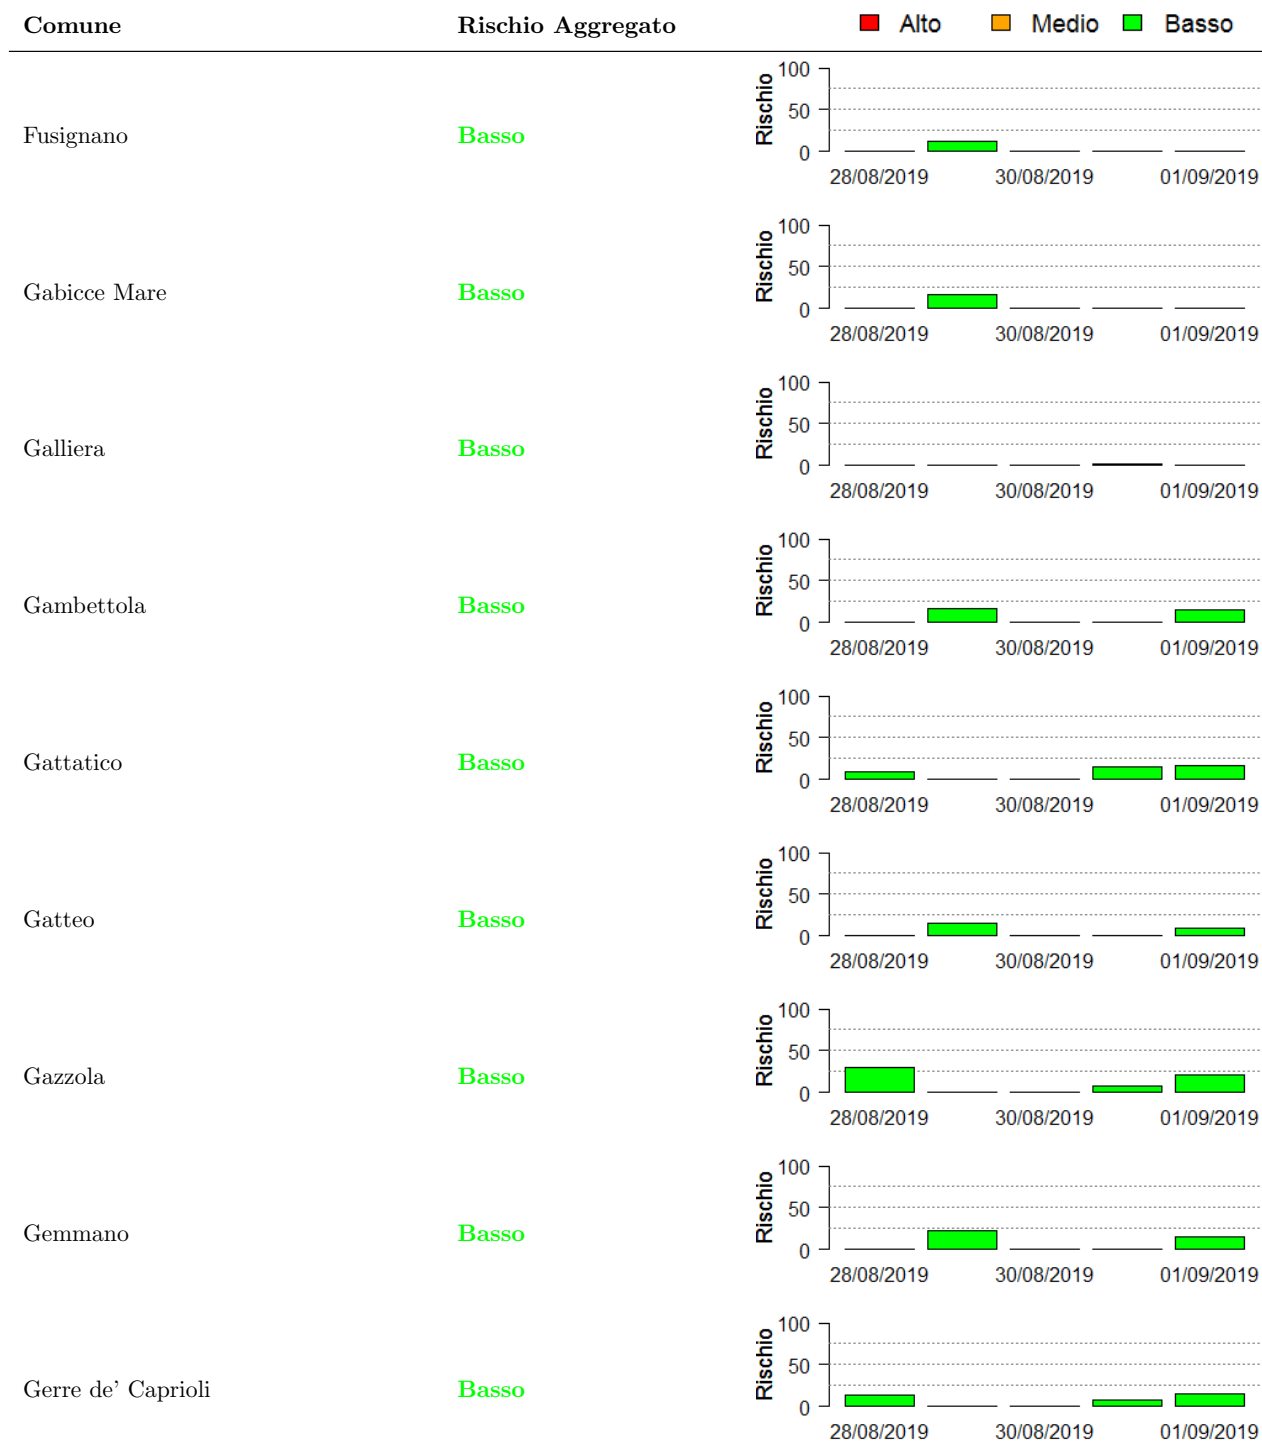 Comune Rischio Aggregato Alto Medio Basso
100
50
0
Rischio
Fusignano Basso
28/08/2019 30/08/2019 01/09/2019
100
50
0
Rischio
Gabicce Mare Basso
28/08/2019 30/08/2019 01/09/2019
100
50
0
Rischio
Galliera Basso
28/08/2019 30/08/2019 01/09/2019
100
50
0
Rischio
Gambettola Basso
28/08/2019 30/08/2019 01/09/2019
100
50
0
Rischio
Gattatico Basso
28/08/2019 30/08/2019 01/09/2019
100
50
0
Rischio
Gatteo Basso
28/08/2019 30/08/2019 01/09/2019
100
50
0
Rischio
Gazzola Basso
28/08/2019 30/08/2019 01/09/2019
100
50
0
Rischio
Gemmano Basso
28/08/2019 30/08/2019 01/09/2019
100
50
0
Rischio
Gerre de' Caprioli Basso
28/08/2019 30/08/2019 01/09/2019